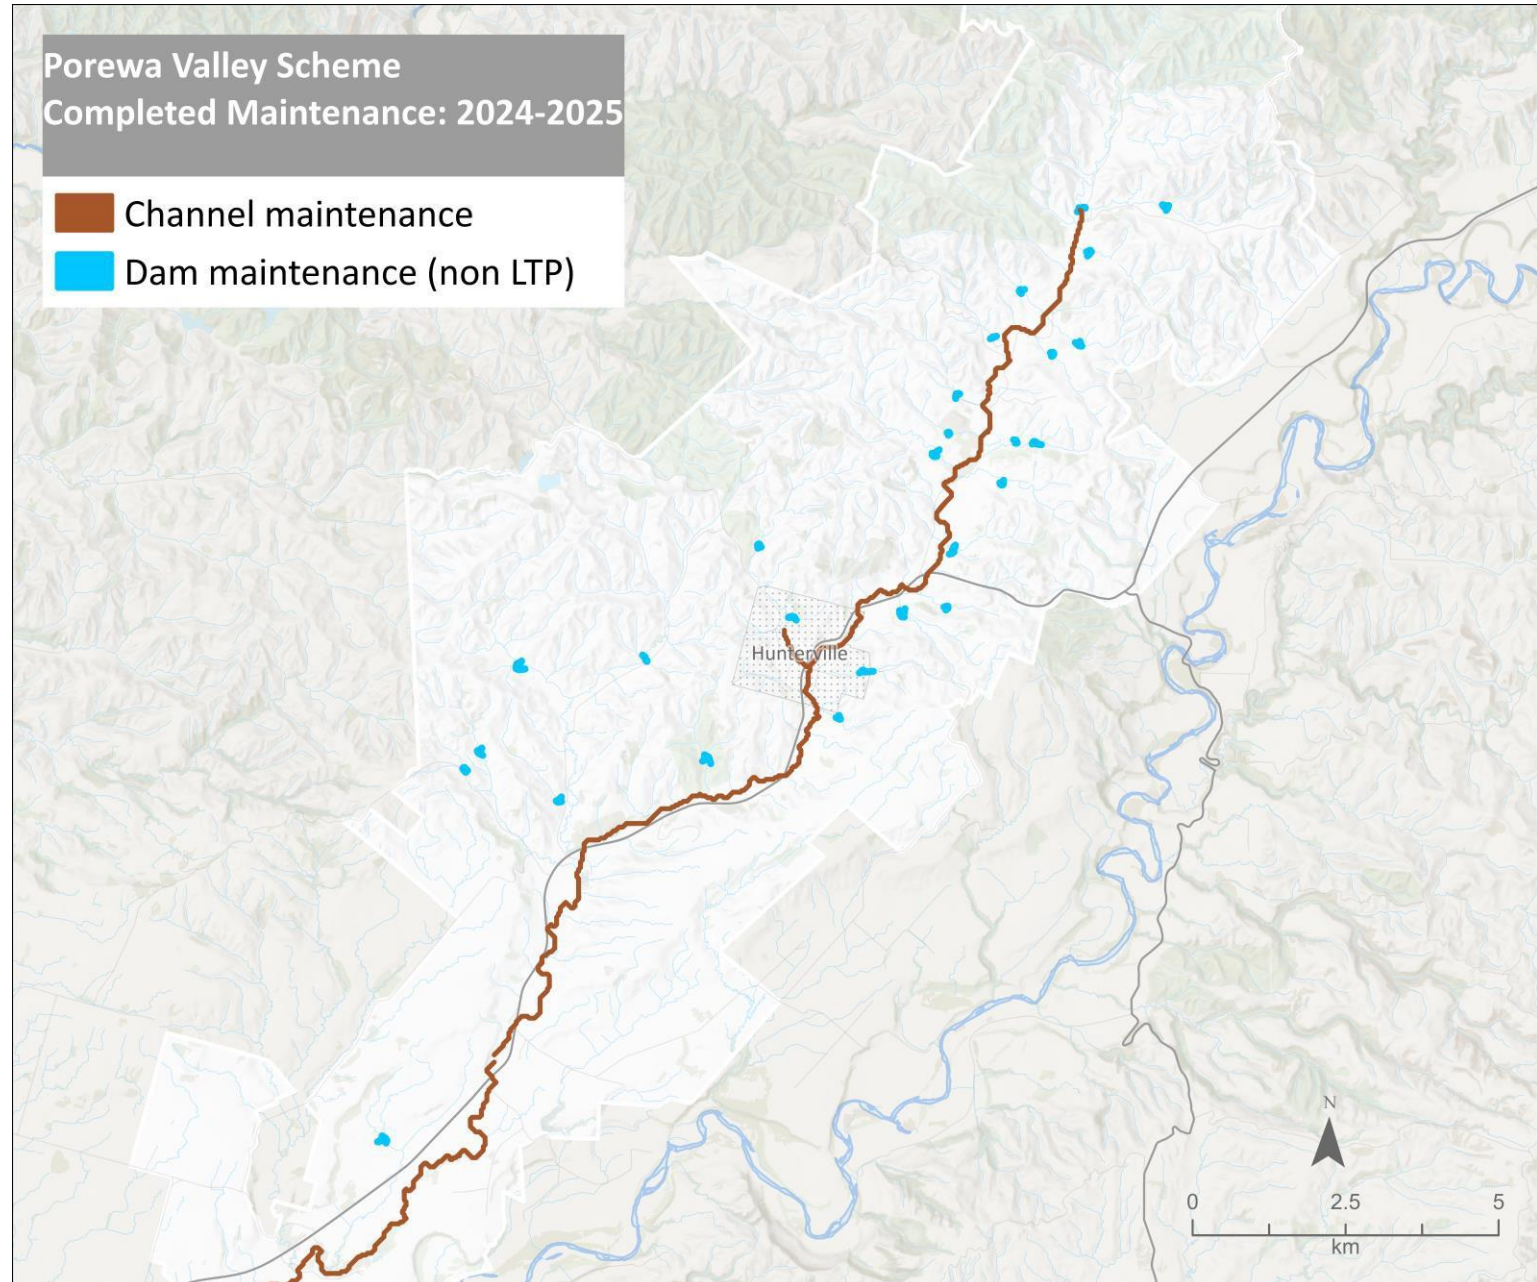 Porewa Valley Scheme
Completed Maintenance: 2024-2025
Channel maintenance
Dam maintenance (non LTP)
Hunterville
N
0 2.5 5
km